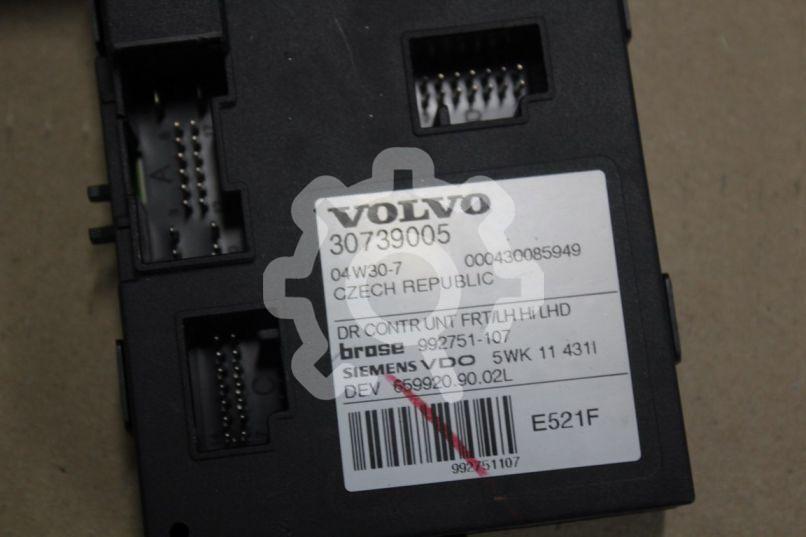 VOLVO
30739005
04W30-7 000430085949
CZECH REPUBLIC
DR CONTR UNT FRT/LH.HI LHD
brose 992751-107
SIEMENS VDO 5WK 11 431I
DEV 659920.90.02L
E521F
992751107
A
C